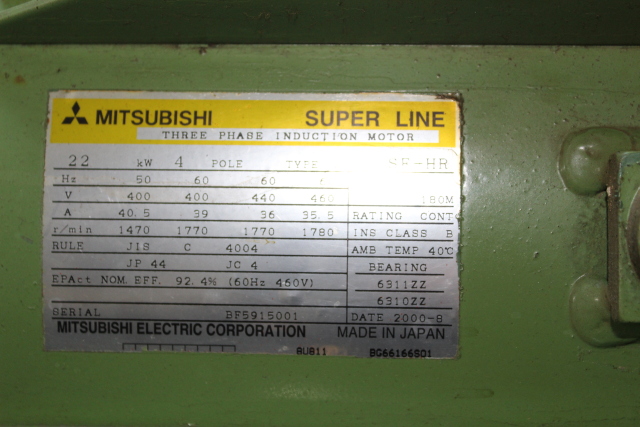 MITSUBISHI SUPER LINE
THREE PHASE INDUCTION MOTOR
22 kW 4 POLE TYPE SF-HR
Hz 50 60 60
V 400 400 440 460 180M
A 40.5 39 36 35.5 RATING CONT
r/min 1470 1770 1770 1780 INS CLASS B
RULE JIS C 4004 AMB TEMP 40°C
JP 44 JC 4 BEARING
EPAct NOM. EFF. 92.4% (60Hz 460V) 6311ZZ
6310ZZ
SERIAL BF5915001 DATE 2000-8
MITSUBISHI ELECTRIC CORPORATION MADE IN JAPAN
BU811 BG66166S01